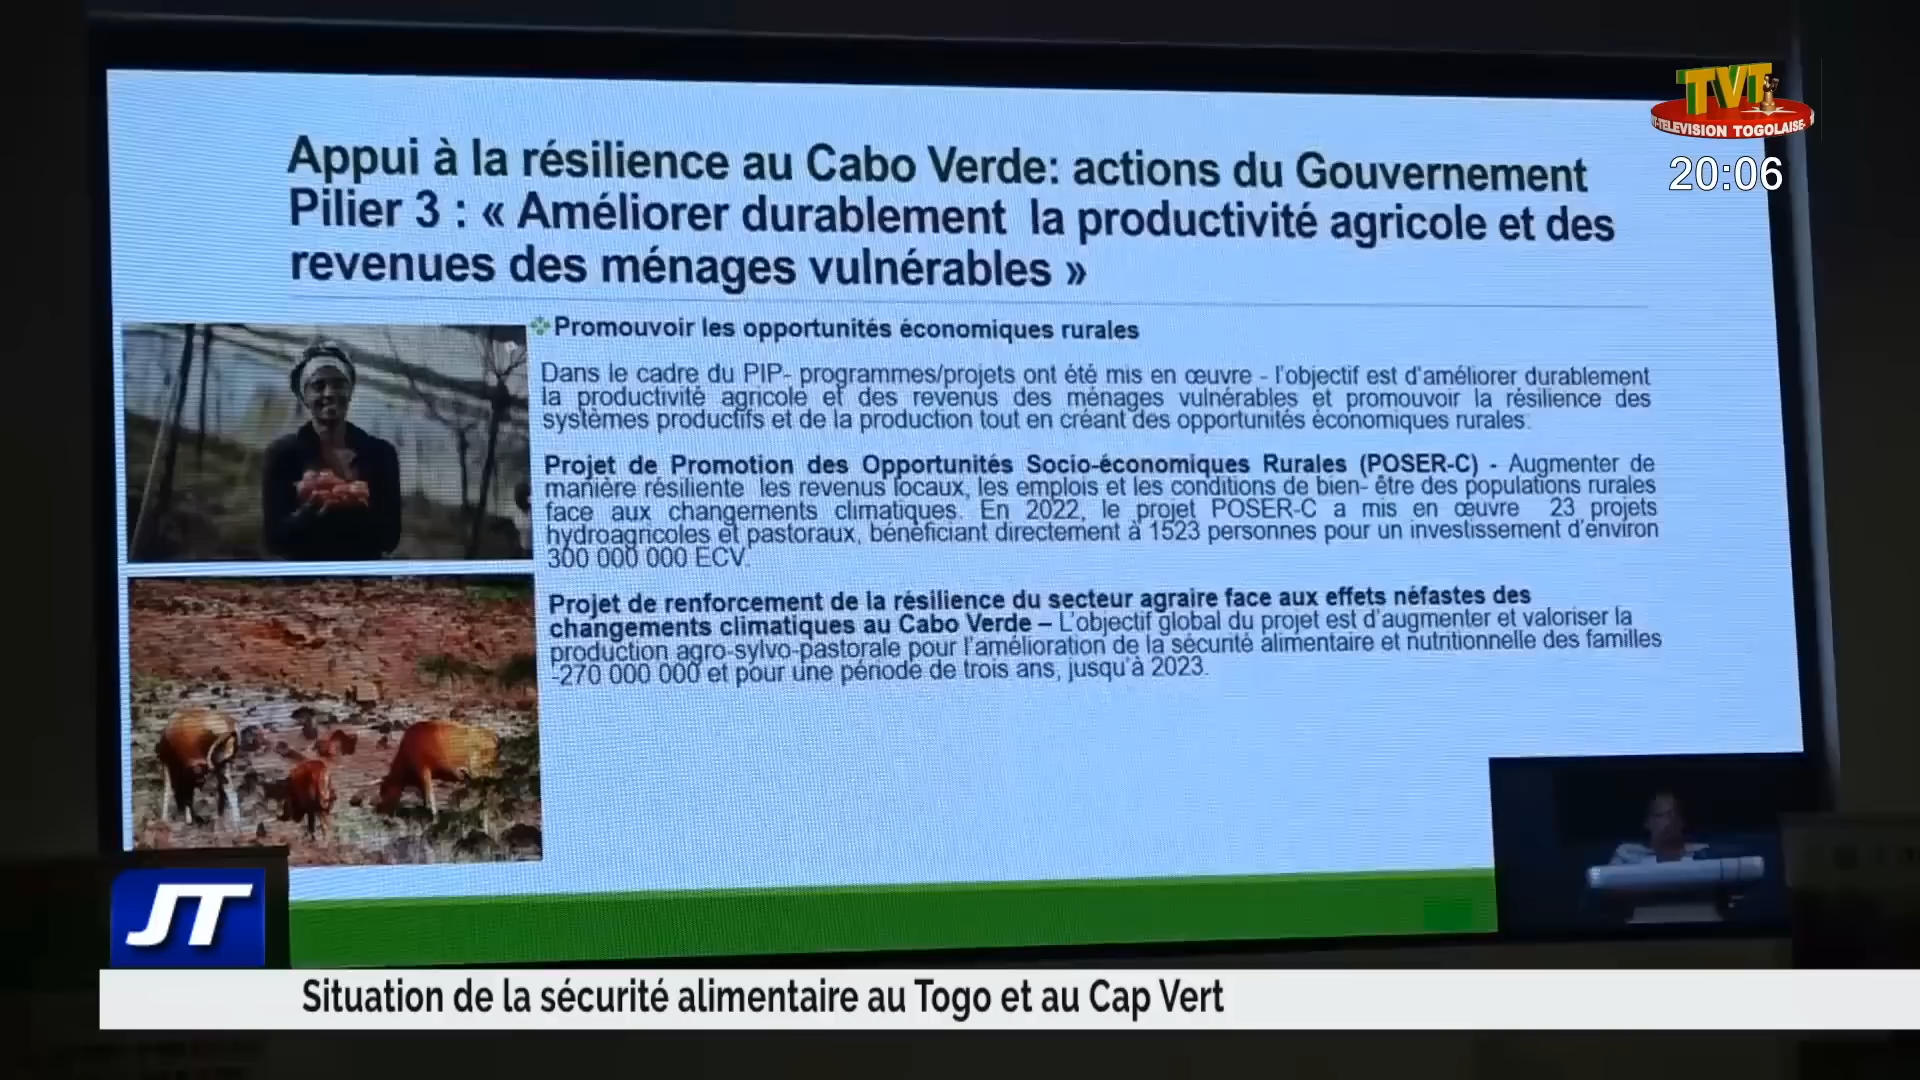 TVT
TELEVISION TOGOLAISE
20:06
Appui à la résilience au Cabo Verde: actions du Gouvernement
Pilier 3 : « Améliorer durablement la productivité agricole et des
revenues des ménages vulnérables »
Promouvoir les opportunités économiques rurales
Dans le cadre du PIP- programmes/projets ont été mis en œuvre - l'objectif est d'améliorer durablement
la productivité agricole et des revenus des ménages vulnérables et promouvoir la résilience des
systèmes productifs et de la production tout en créant des opportunités économiques rurales.
Projet de Promotion des Opportunités Socio-économiques Rurales (POSER-C) - Augmenter de
manière résiliente les revenus locaux, les emplois et les conditions de bien- être des populations rurales
face aux changements climatiques. En 2022, le projet POSER-C a mis en œuvre 23 projets
hydroagricoles et pastoraux, bénéficiant directement à 1523 personnes pour un investissement d'environ
300 000 000 ECV.
Projet de renforcement de la résilience du secteur agraire face aux effets néfastes des
changements climatiques au Cabo Verde – L'objectif global du projet est d'augmenter et valoriser la
production agro-sylvo-pastorale pour l'amélioration de la sécurité alimentaire et nutritionnelle des familles
-270 000 000 et pour une période de trois ans, jusqu'à 2023.
JT
Situation de la sécurité alimentaire au Togo et au Cap Vert